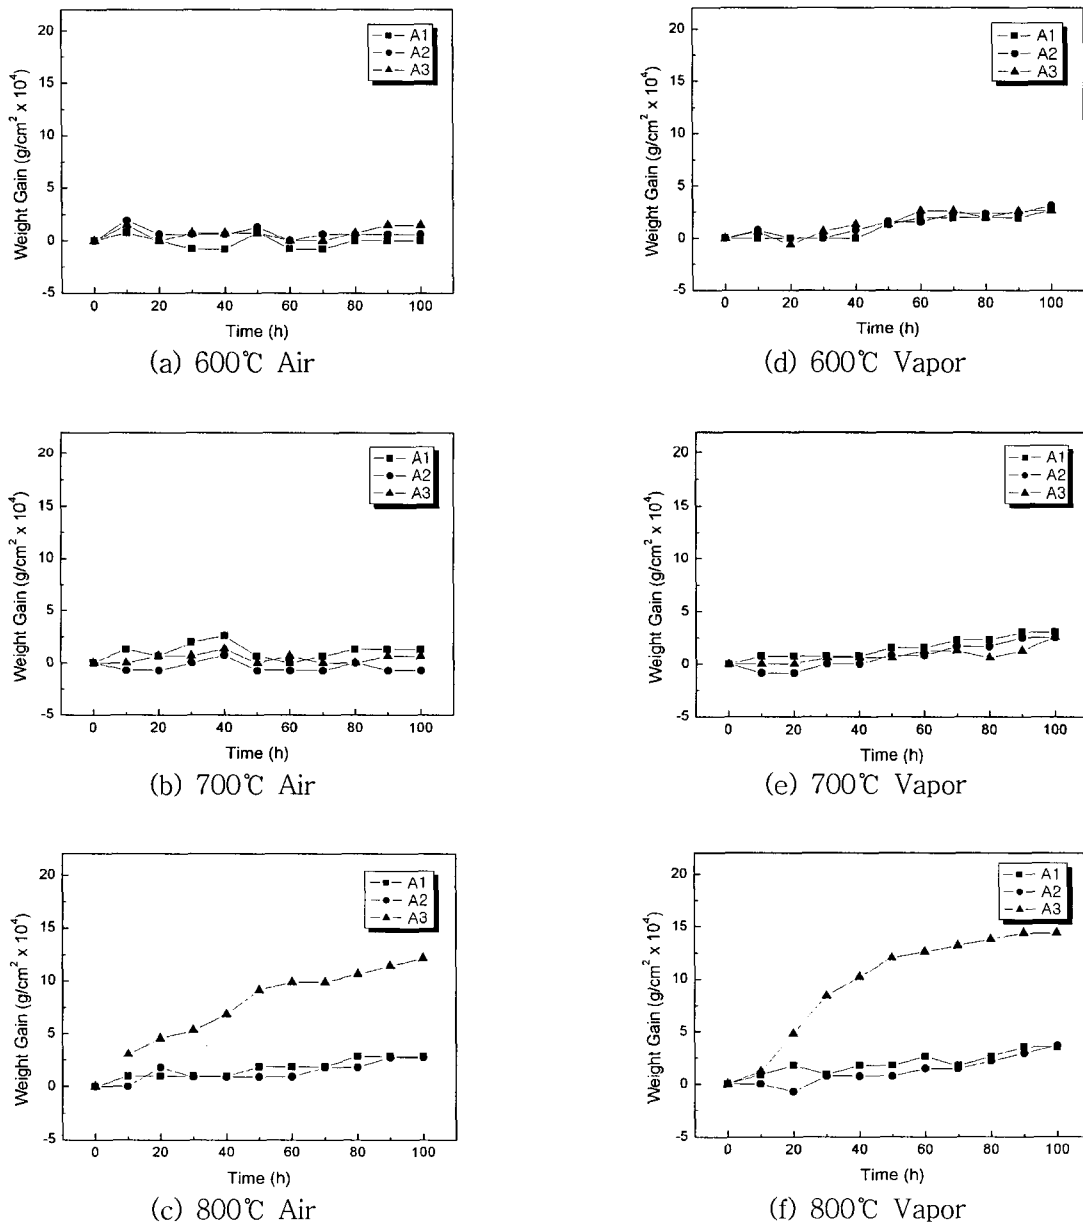 20
15
10
5
0
-5
Weight Gain (g/cm² x 10⁴)
A1
A2
A3
0 20 40 60 80 100
Time (h)
(a) 600℃ Air
20
15
10
5
0
-5
Weight Gain (g/cm² x 10⁴)
A1
A2
A3
0 20 40 60 80 100
Time (h)
(d) 600℃ Vapor
20
15
10
5
0
-5
Weight Gain (g/cm² x 10⁴)
A1
A2
A3
0 20 40 60 80 100
Time (h)
(b) 700℃ Air
20
15
10
5
0
-5
Weight Gain (g/cm² x 10⁴)
A1
A2
A3
0 20 40 60 80 100
Time (h)
(e) 700℃ Vapor
20
15
10
5
0
-5
Weight Gain (g/cm² x 10⁴)
A1
A2
A3
0 20 40 60 80 100
Time (h)
(c) 800℃ Air
20
15
10
5
0
-5
Weight Gain (g/cm² x 10⁴)
A1
A2
A3
0 20 40 60 80 100
Time (h)
(f) 800℃ Vapor